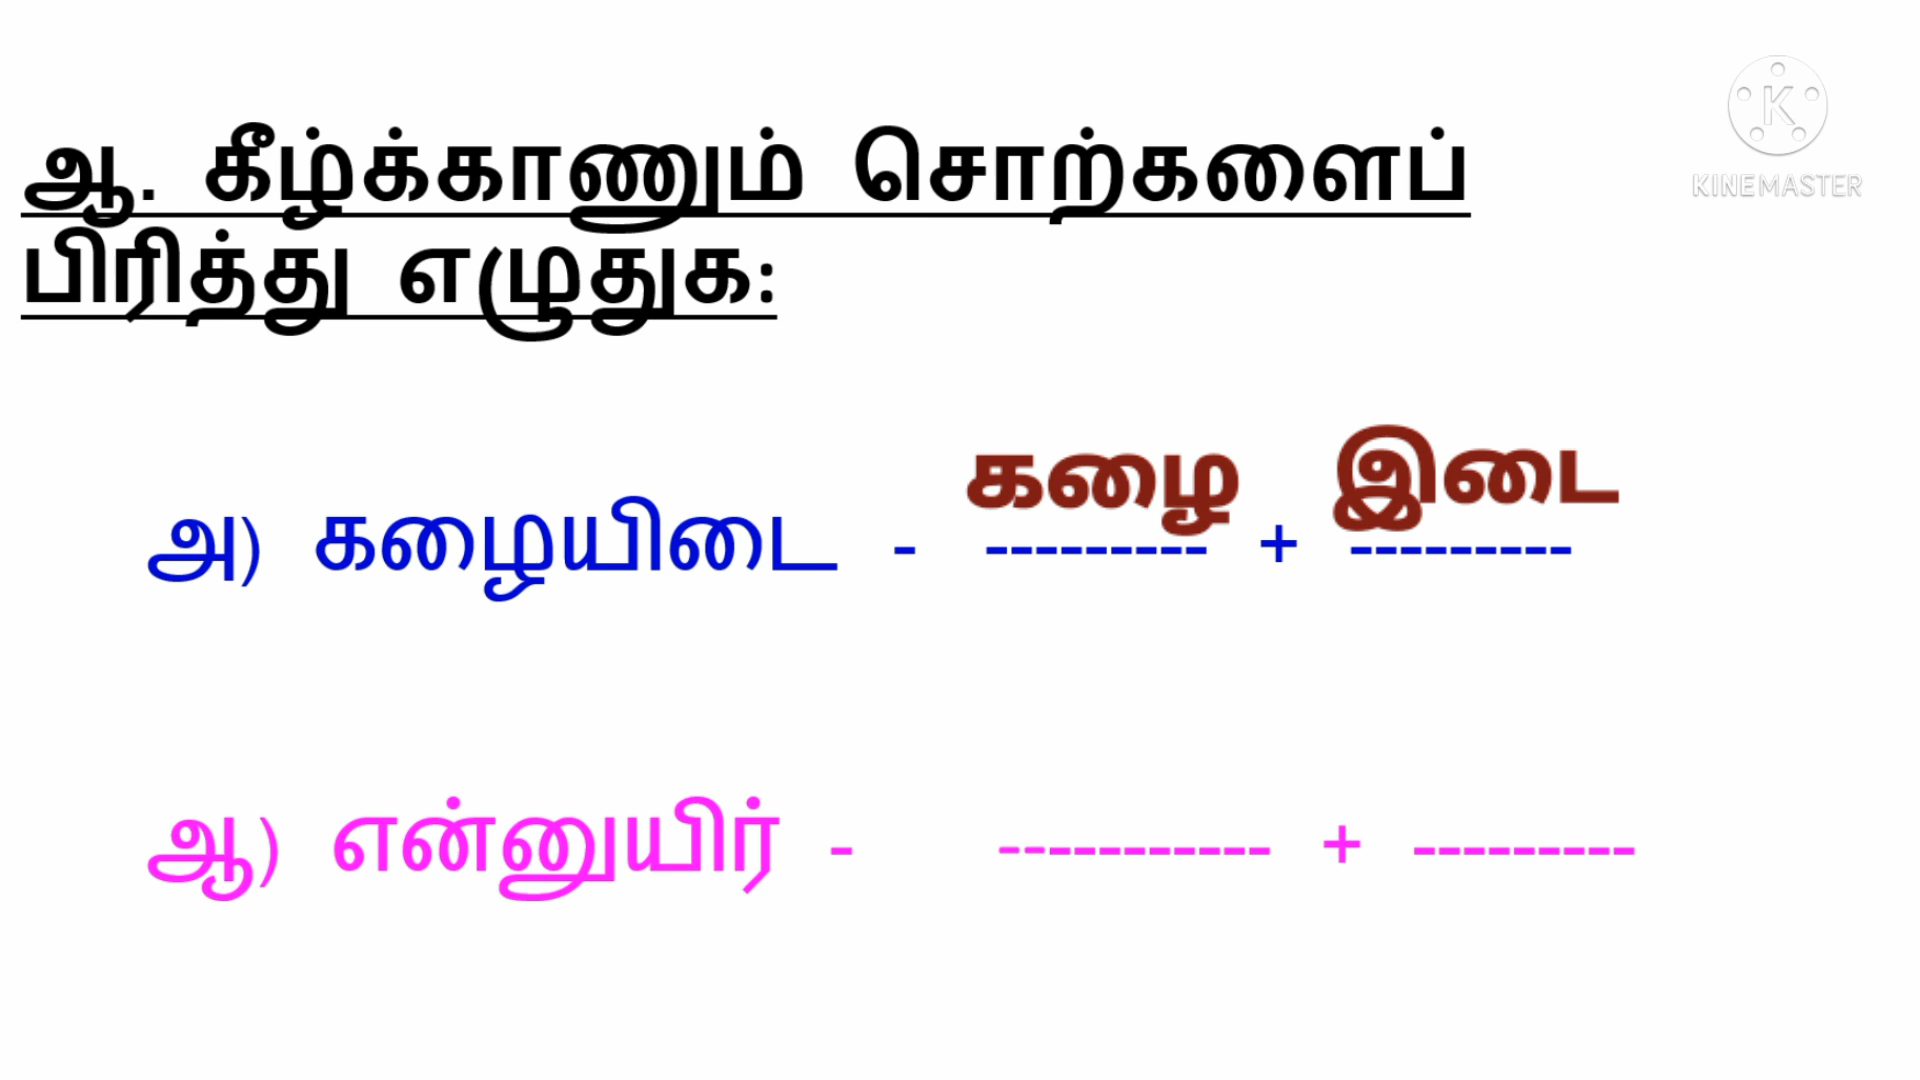 ஆ. கீழ்க்காணும் சொற்களைப்
பிரித்து எழுதுக:
KINEMASTER
கழை இடை
அ) கழையிடை - --------- + ---------
ஆ) என்னுயிர் - ----------- + ---------